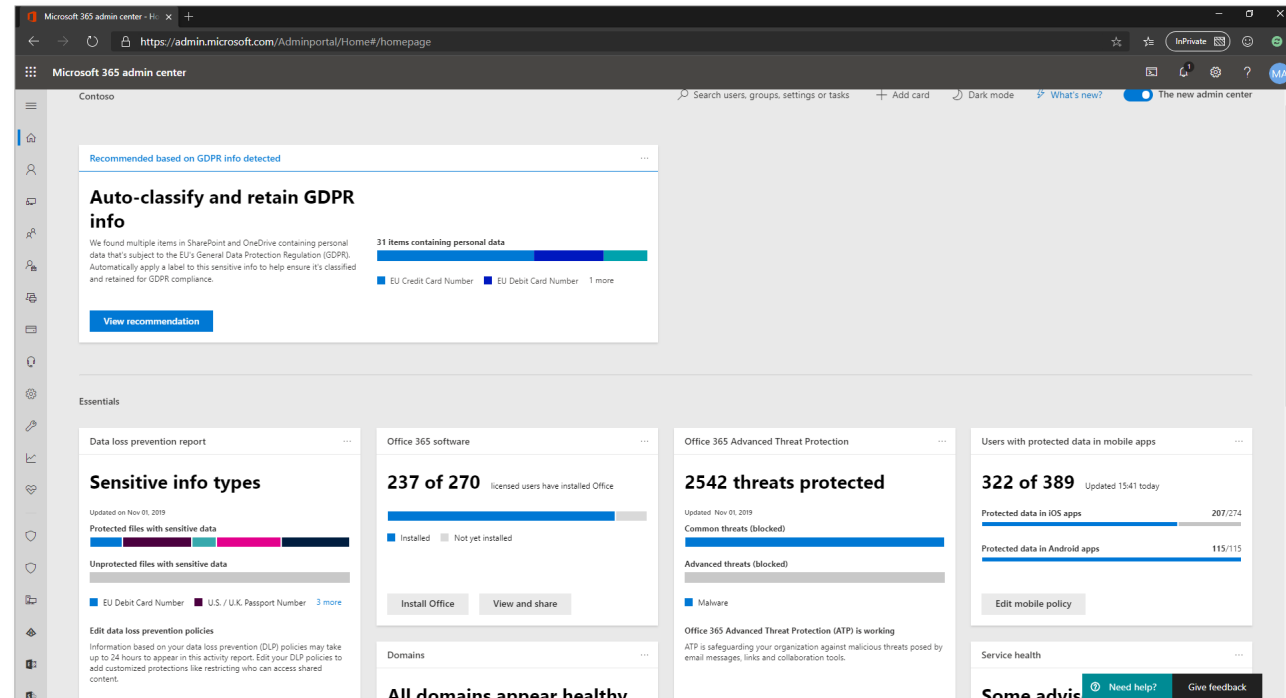 Microsoft 365 admin center - Ho
https://admin.microsoft.com/Adminportal/Home#/homepage
InPrivate
Microsoft 365 admin center
1
?
MA
Contoso
Search users, groups, settings or tasks
Add card
Dark mode
What's new?
The new admin center
Recommended based on GDPR info detected
Auto-classify and retain GDPR
info
We found multiple items in SharePoint and OneDrive containing personal
data that's subject to the EU's General Data Protection Regulation (GDPR).
Automatically apply a label to this sensitive info to help ensure it's classified
and retained for GDPR compliance.
31 items containing personal data
EU Credit Card Number
EU Debit Card Number
1 more
View recommendation
Essentials
Data loss prevention report
Sensitive info types
Updated on Nov 01, 2019
Protected files with sensitive data
Unprotected files with sensitive data
EU Debit Card Number
U.S. / U.K. Passport Number
3 more
Edit data loss prevention policies
Information based on your data loss prevention (DLP) policies may take
up to 24 hours to appear in this activity report. Edit your DLP policies to
add customized protections like restricting who can access shared
content.
Office 365 software
237 of 270 licensed users have installed Office
Installed
Not yet installed
Install Office
View and share
Domains
All domains appear healthy
Office 365 Advanced Threat Protection
2542 threats protected
Updated Nov 01, 2019
Common threats (blocked)
Advanced threats (blocked)
Malware
Office 365 Advanced Threat Protection (ATP) is working
ATP is safeguarding your organization against malicious threats posed by
email messages, links and collaboration tools.
Users with protected data in mobile apps
322 of 389 Updated 15:41 today
Protected data in iOS apps 207/274
Protected data in Android apps 115/115
Edit mobile policy
Service health
Some advis
Need help?
Give feedback